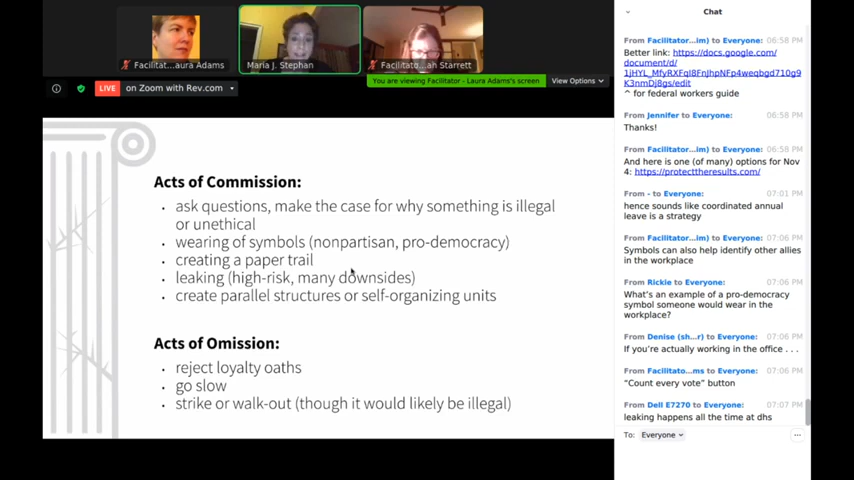 Facilitat...aura Adams
Maria J. Stephan
Facilitato...ah Starrett
LIVE
on Zoom with Rev.com
You are viewing Facilitator - Laura Adams's screen
View Options
Acts of Commission:
• ask questions, make the case for why something is illegal
or unethical
• wearing of symbols (nonpartisan, pro-democracy)
• creating a paper trail
• leaking (high-risk, many downsides)
• create parallel structures or self-organizing units
Acts of Omission:
• reject loyalty oaths
• go slow
• strike or walk-out (though it would likely be illegal)
Chat
From Facilitator...im) to Everyone: 06:58 PM
Better link: https://docs.google.com/
document/d/
^ for federal workers guide
From Jennifer to Everyone: 06:58 PM
Thanks!
From Facilitator...im) to Everyone: 06:58 PM
And here is one (of many) options for Nov
4: https://protecttheresults.com/
From - to Everyone: 07:01 PM
hence sounds like coordinated annual
leave is a strategy
From Facilitator...im) to Everyone: 07:06 PM
Symbols can also help identify other allies
in the workplace
From Rickie to Everyone: 07:06 PM
What's an example of a pro-democracy
symbol someone would wear in the
workplace?
From Denise (sh...r) to Everyone: 07:06 PM
If you're actually working in the office . . .
From Facilitato...ms to Everyone: 07:06 PM
“Count every vote” button
From Dell E7270 to Everyone: 07:07 PM
leaking happens all the time at dhs
To: Everyone